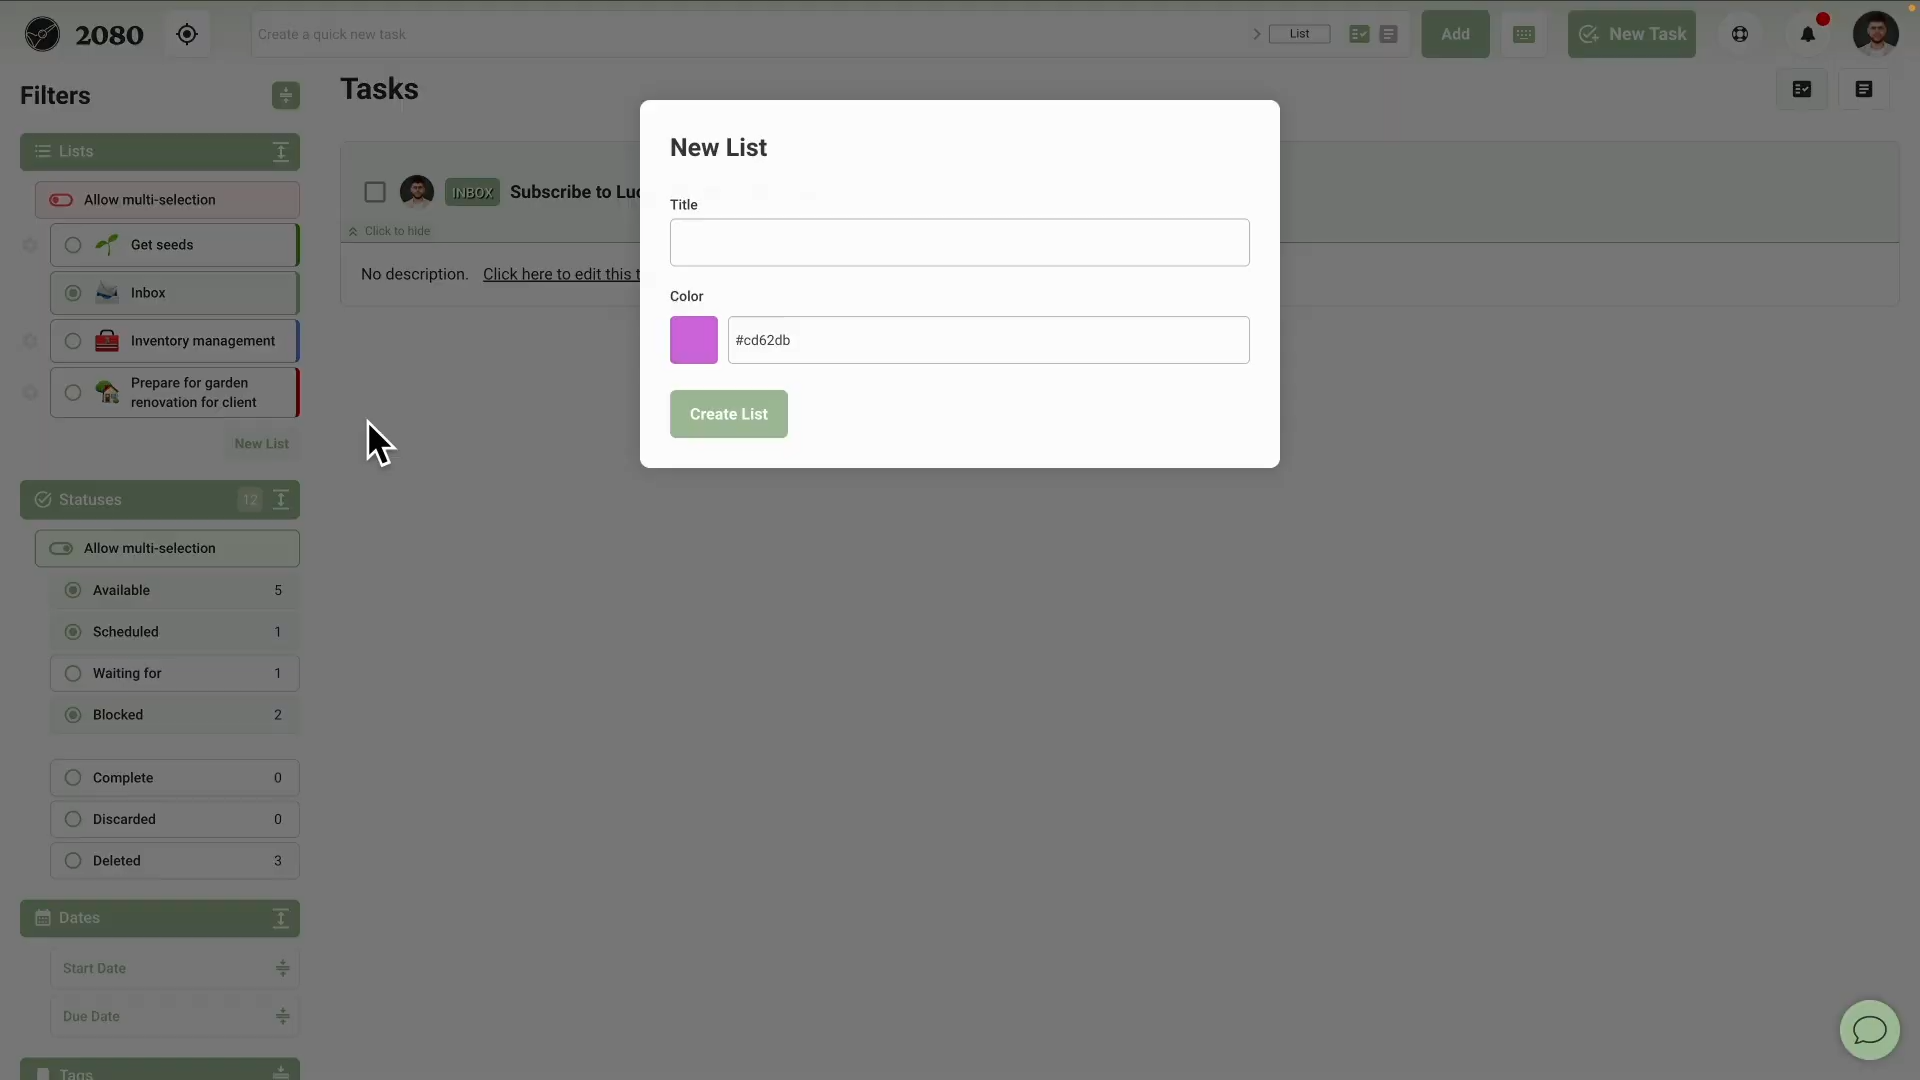 2080
Create a quick new task
List
Add
New Task
Filters
Tasks
Lists
Allow multi-selection
Get seeds
Inbox
Inventory management
Prepare for garden
renovation for client
New List
INBOX
Subscribe to Luc
Click to hide
No description.
Click here to edit this t
New List
Title
Color
#cd62db
Create List
Statuses
12
Allow multi-selection
Available 5
Scheduled 1
Waiting for 1
Blocked 2
Complete 0
Discarded 0
Deleted 3
Dates
Start Date
Due Date
Tags